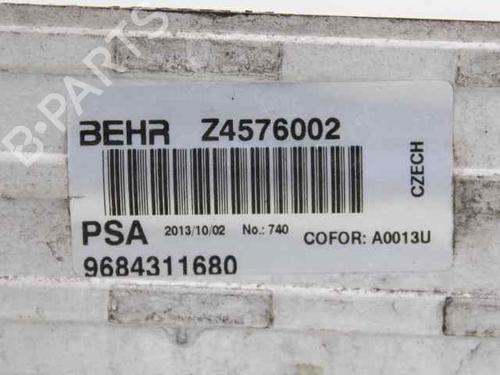 BEHR Z4576002
CZECH
PSA 2013/10/02 No.: 740 COFOR: A0013U
9684311680
B-PARTS